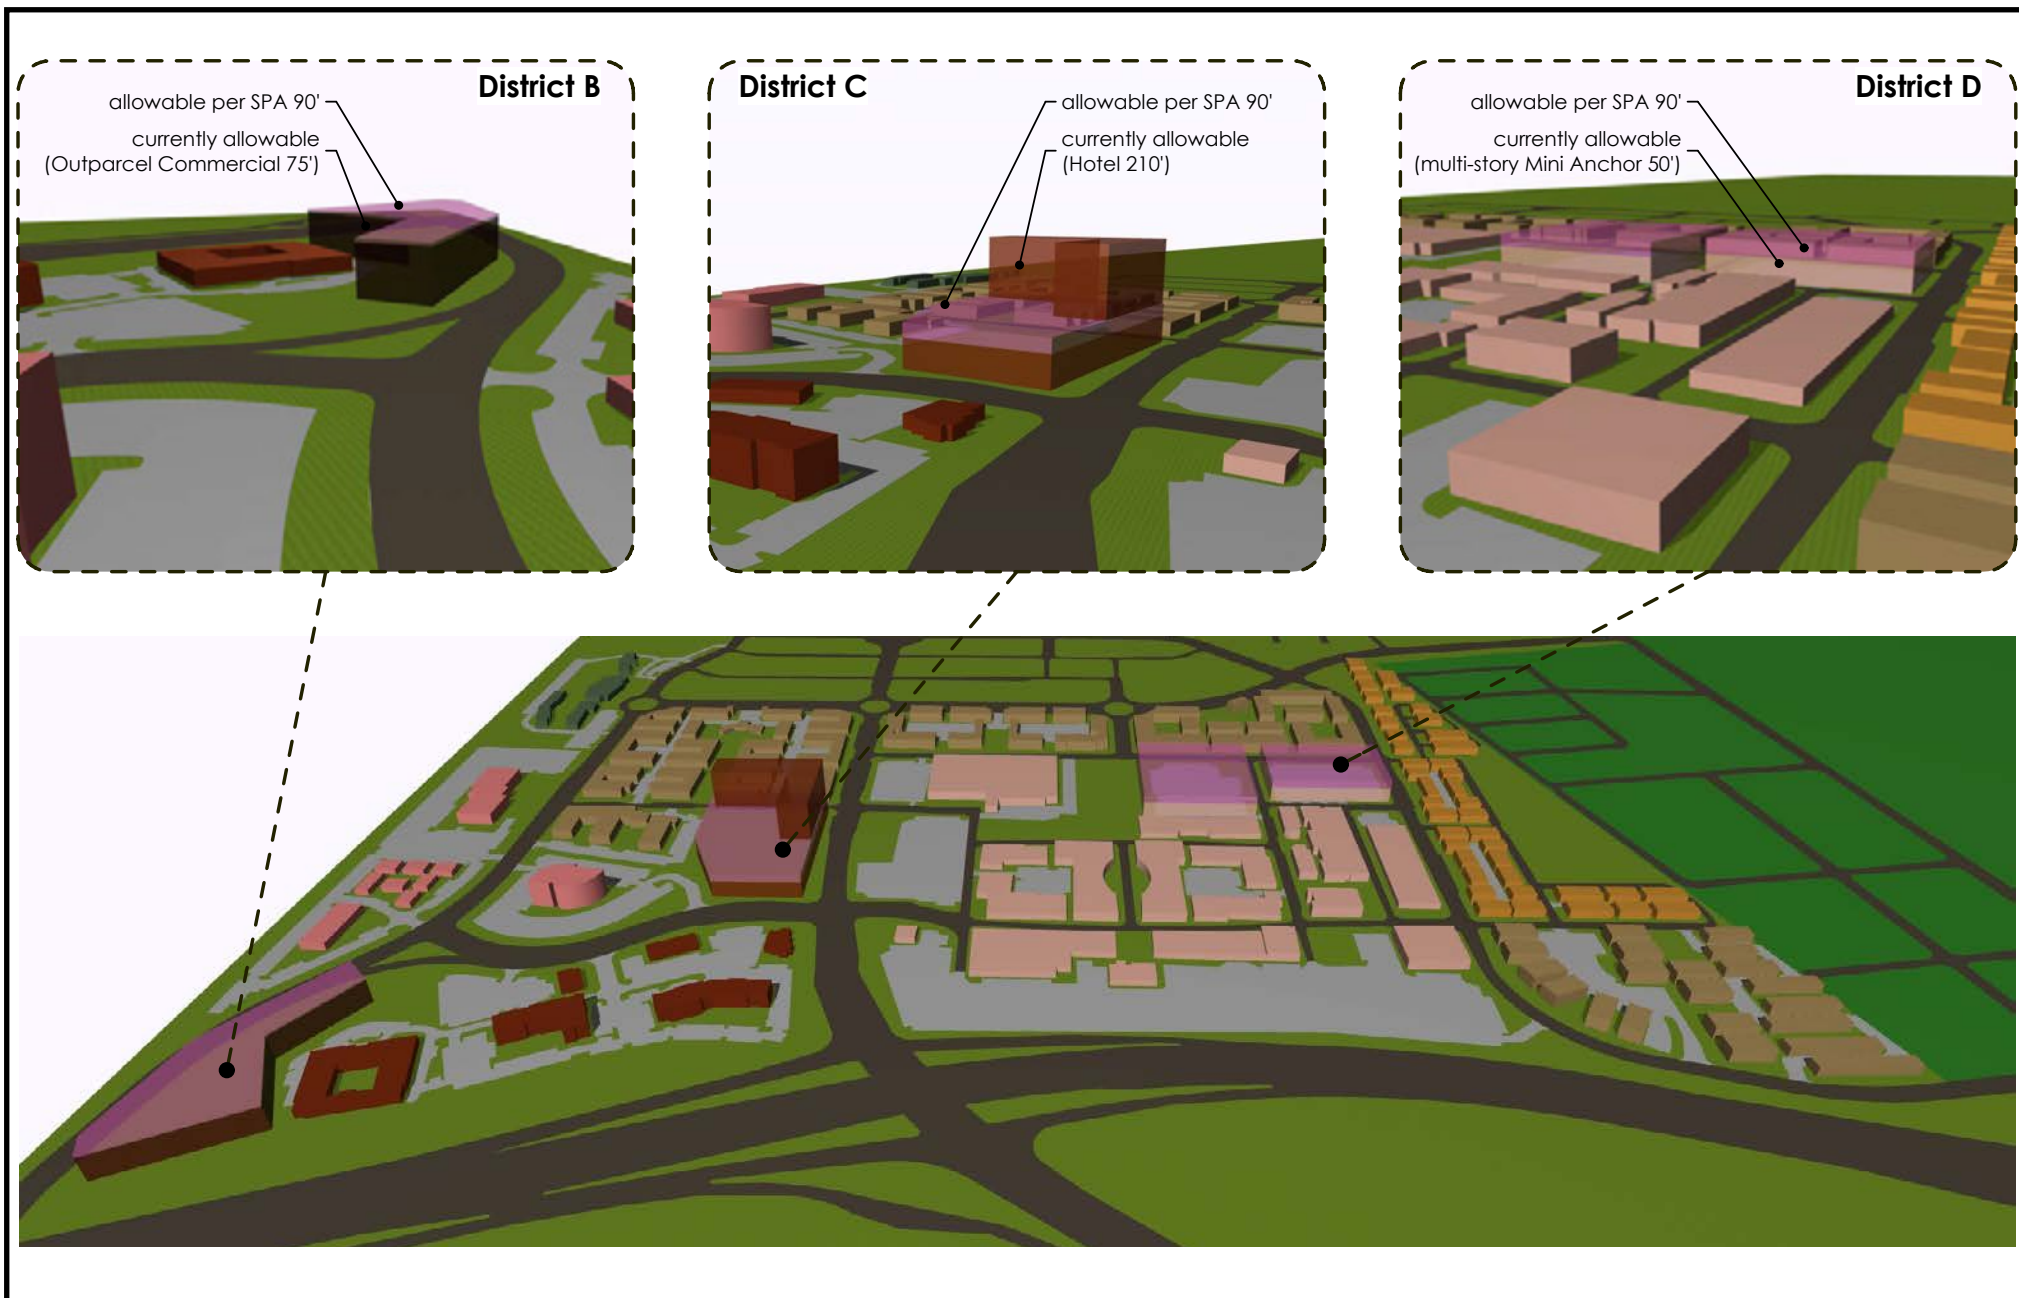 District B
allowable per SPA 90'
currently allowable
(Outparcel Commercial 75')
District C
allowable per SPA 90'
currently allowable
(Hotel 210')
District D
allowable per SPA 90'
currently allowable
(multi-story Mini Anchor 50')